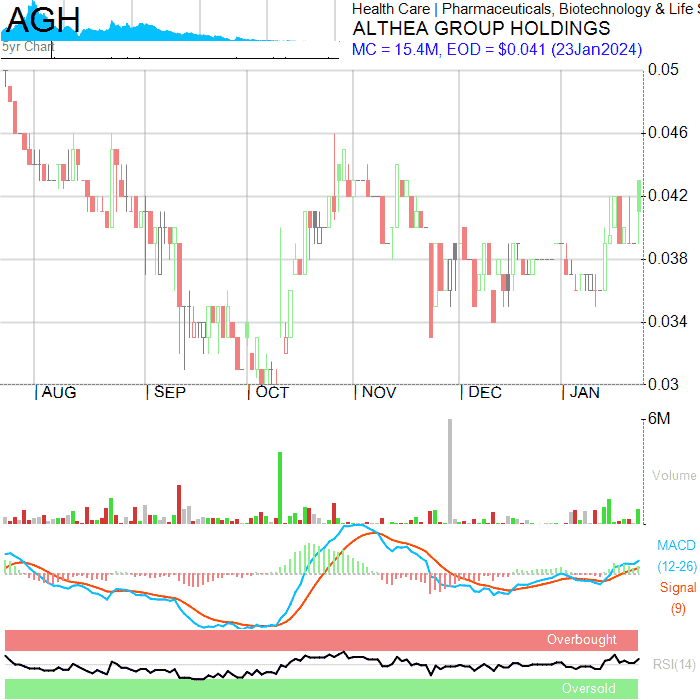 AGH
Health Care | Pharmaceuticals, Biotechnology & Life S
ALTHEA GROUP HOLDINGS
MC = 15.4M, EOD = $0.041 (23Jan2024)
5yr Chart
0.05
0.046
0.042
0.038
0.034
0.03
| AUG | SEP | OCT | NOV | DEC | JAN
6M
Volume
MACD
(12-26)
Signal
(9)
Overbought
RSI(14)
Oversold